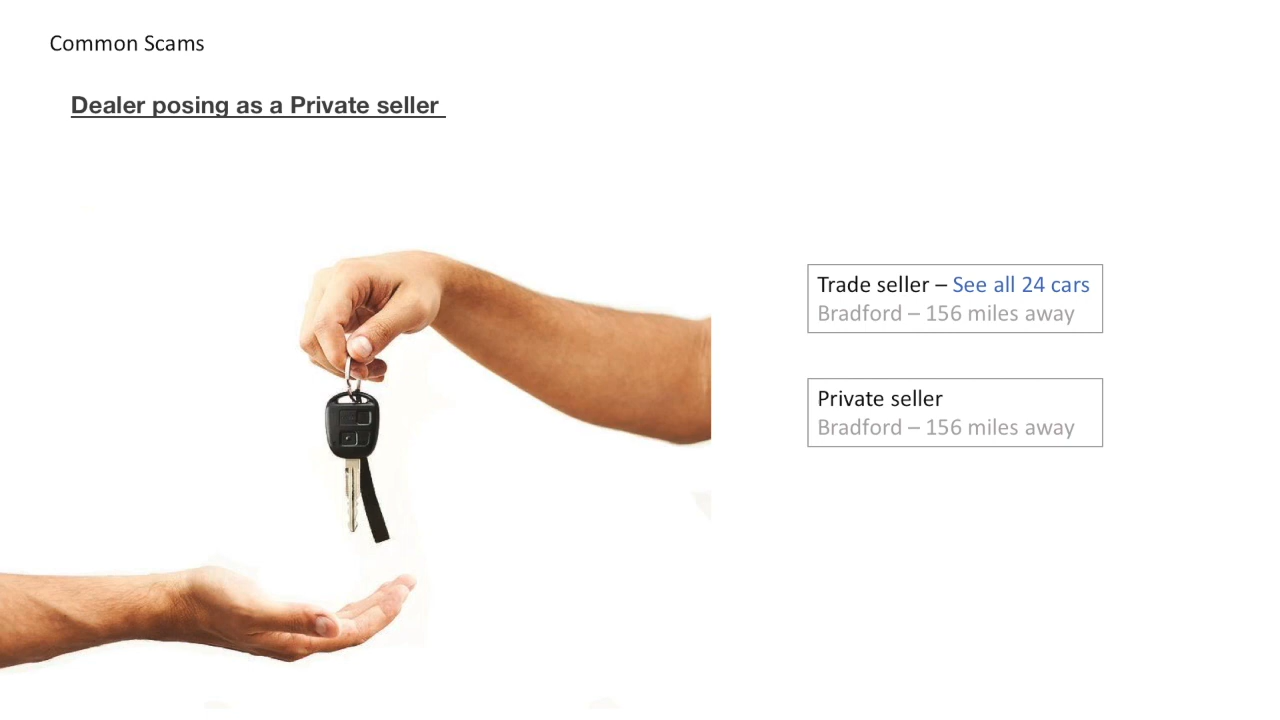 Common Scams
Dealer posing as a Private seller
Trade seller – See all 24 cars
Bradford – 156 miles away
Private seller
Bradford – 156 miles away